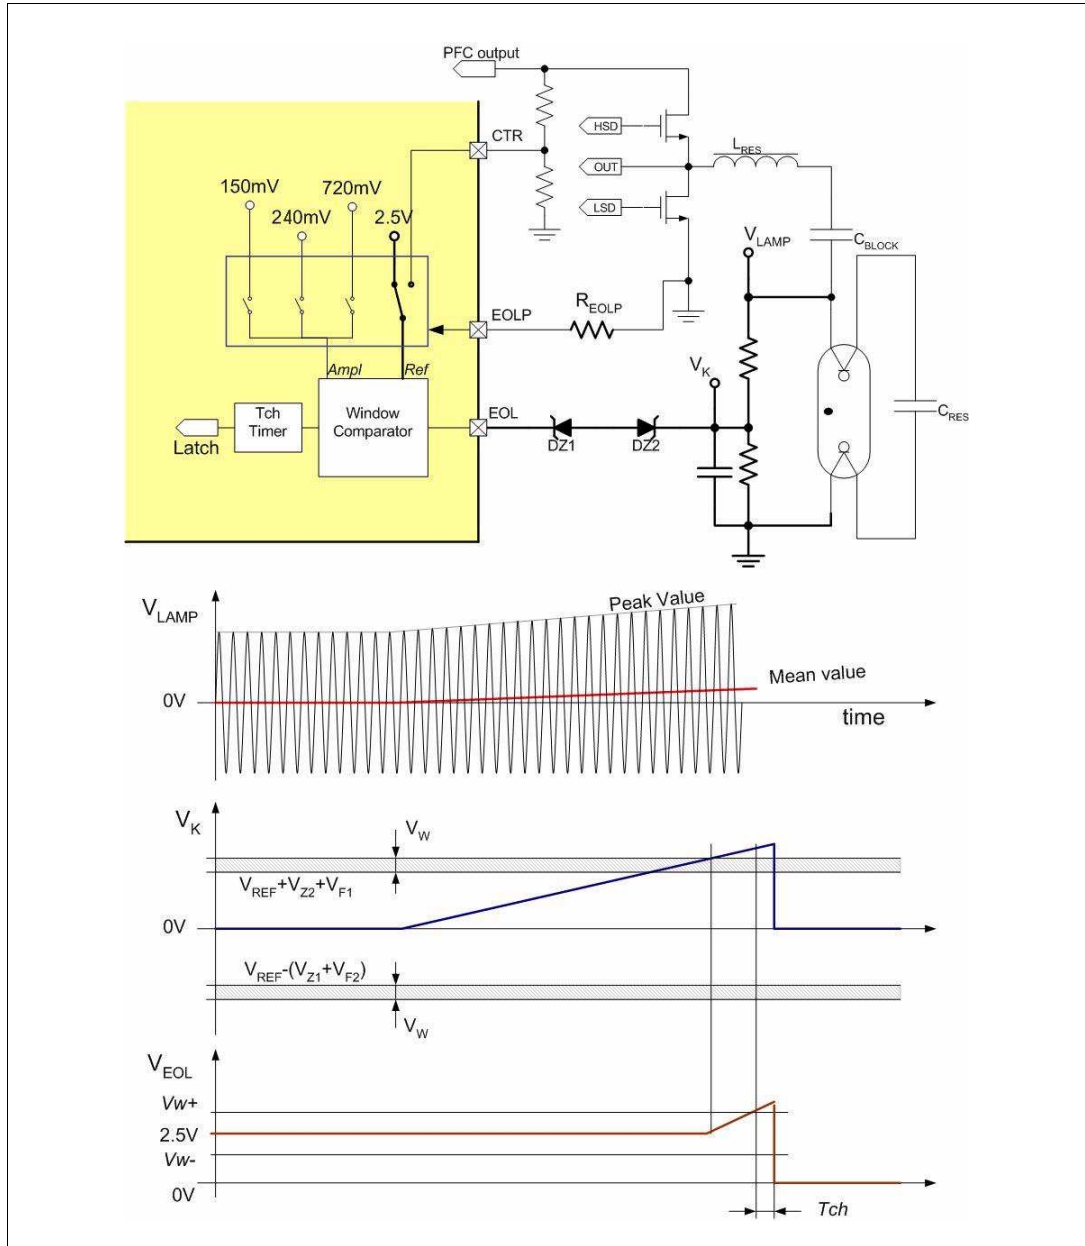 PFC output
CTR
HSD
LRES
OUT
150mV
720mV
LSD
240mV
2.5V
VLAMP
CBLOCK
EOLP
REOLP
VK
Ampl
Ref
CRES
Tch
Timer
Window
Comparator
EOL
Latch
DZ1
DZ2
VLAMP
Peak Value
Mean value
0V
time
VK
VW
VREF+VZ2+VF1
0V
VREF-(VZ1+VF2)
VW
VEOL
Vw+
2.5V
Vw-
0V
Tch